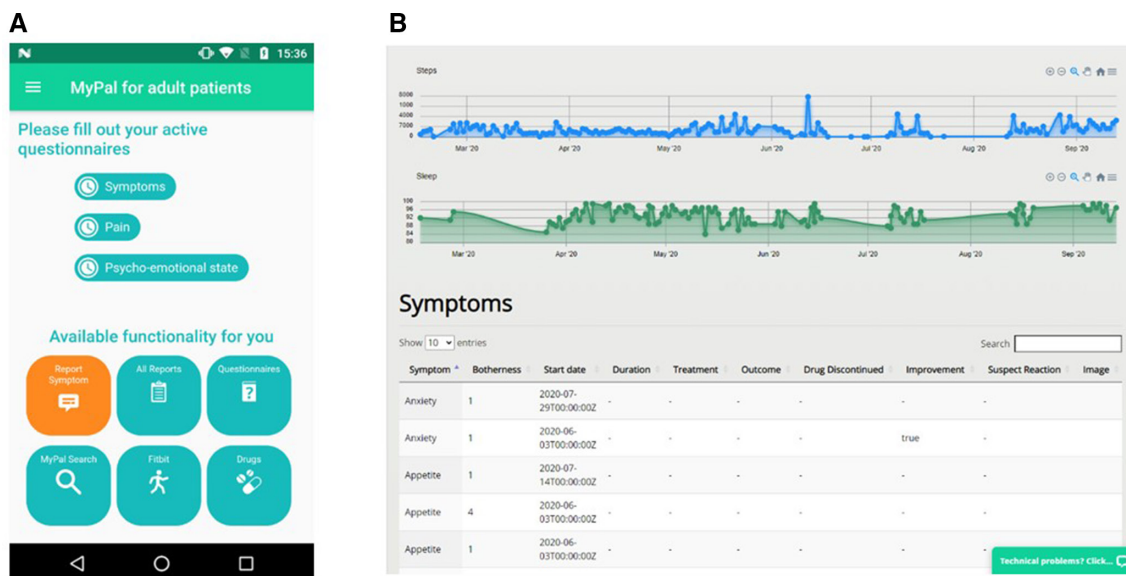 A
15:36
MyPal for adult patients
Please fill out your active
questionnaires
Symptoms
Pain
Psycho-emotional state
Available functionality for you
Report
Symptom
All Reports
Questionnaires
MyPal Search
Fitbit
Drugs
B
Steps
4000
0
Mar '20 Apr '20 May '20 Jun '20 Jul '20 Aug '20 Sep '20
Sleep
100
96
92
88
84
80
Mar '20 Apr '20 May '20 Jun '20 Jul '20 Aug '20 Sep '20
Symptoms
Show 10 entries
Search
Symptom Botherness Start date Duration Treatment Outcome Drug Discontinued Improvement Suspect Reaction Image
Anxiety 1 2020-07-
29T00:00:00Z - - - - - -
Anxiety 1 2020-06-
03T00:00:00Z - - - - true -
Appetite 1 2020-07-
14T00:00:00Z - - - - - -
Appetite 4 2020-06-
03T00:00:00Z - - - - - -
Appetite 1 2020-06-
03T00:00:00Z - - - - - -
Technical problems? Click...